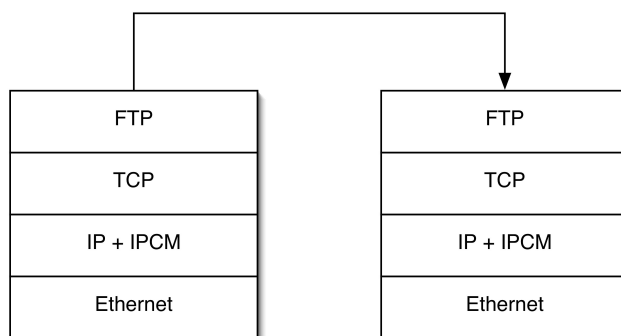 FTP
TCP
IP + IPCM
Ethernet
FTP
TCP
IP + IPCM
Ethernet